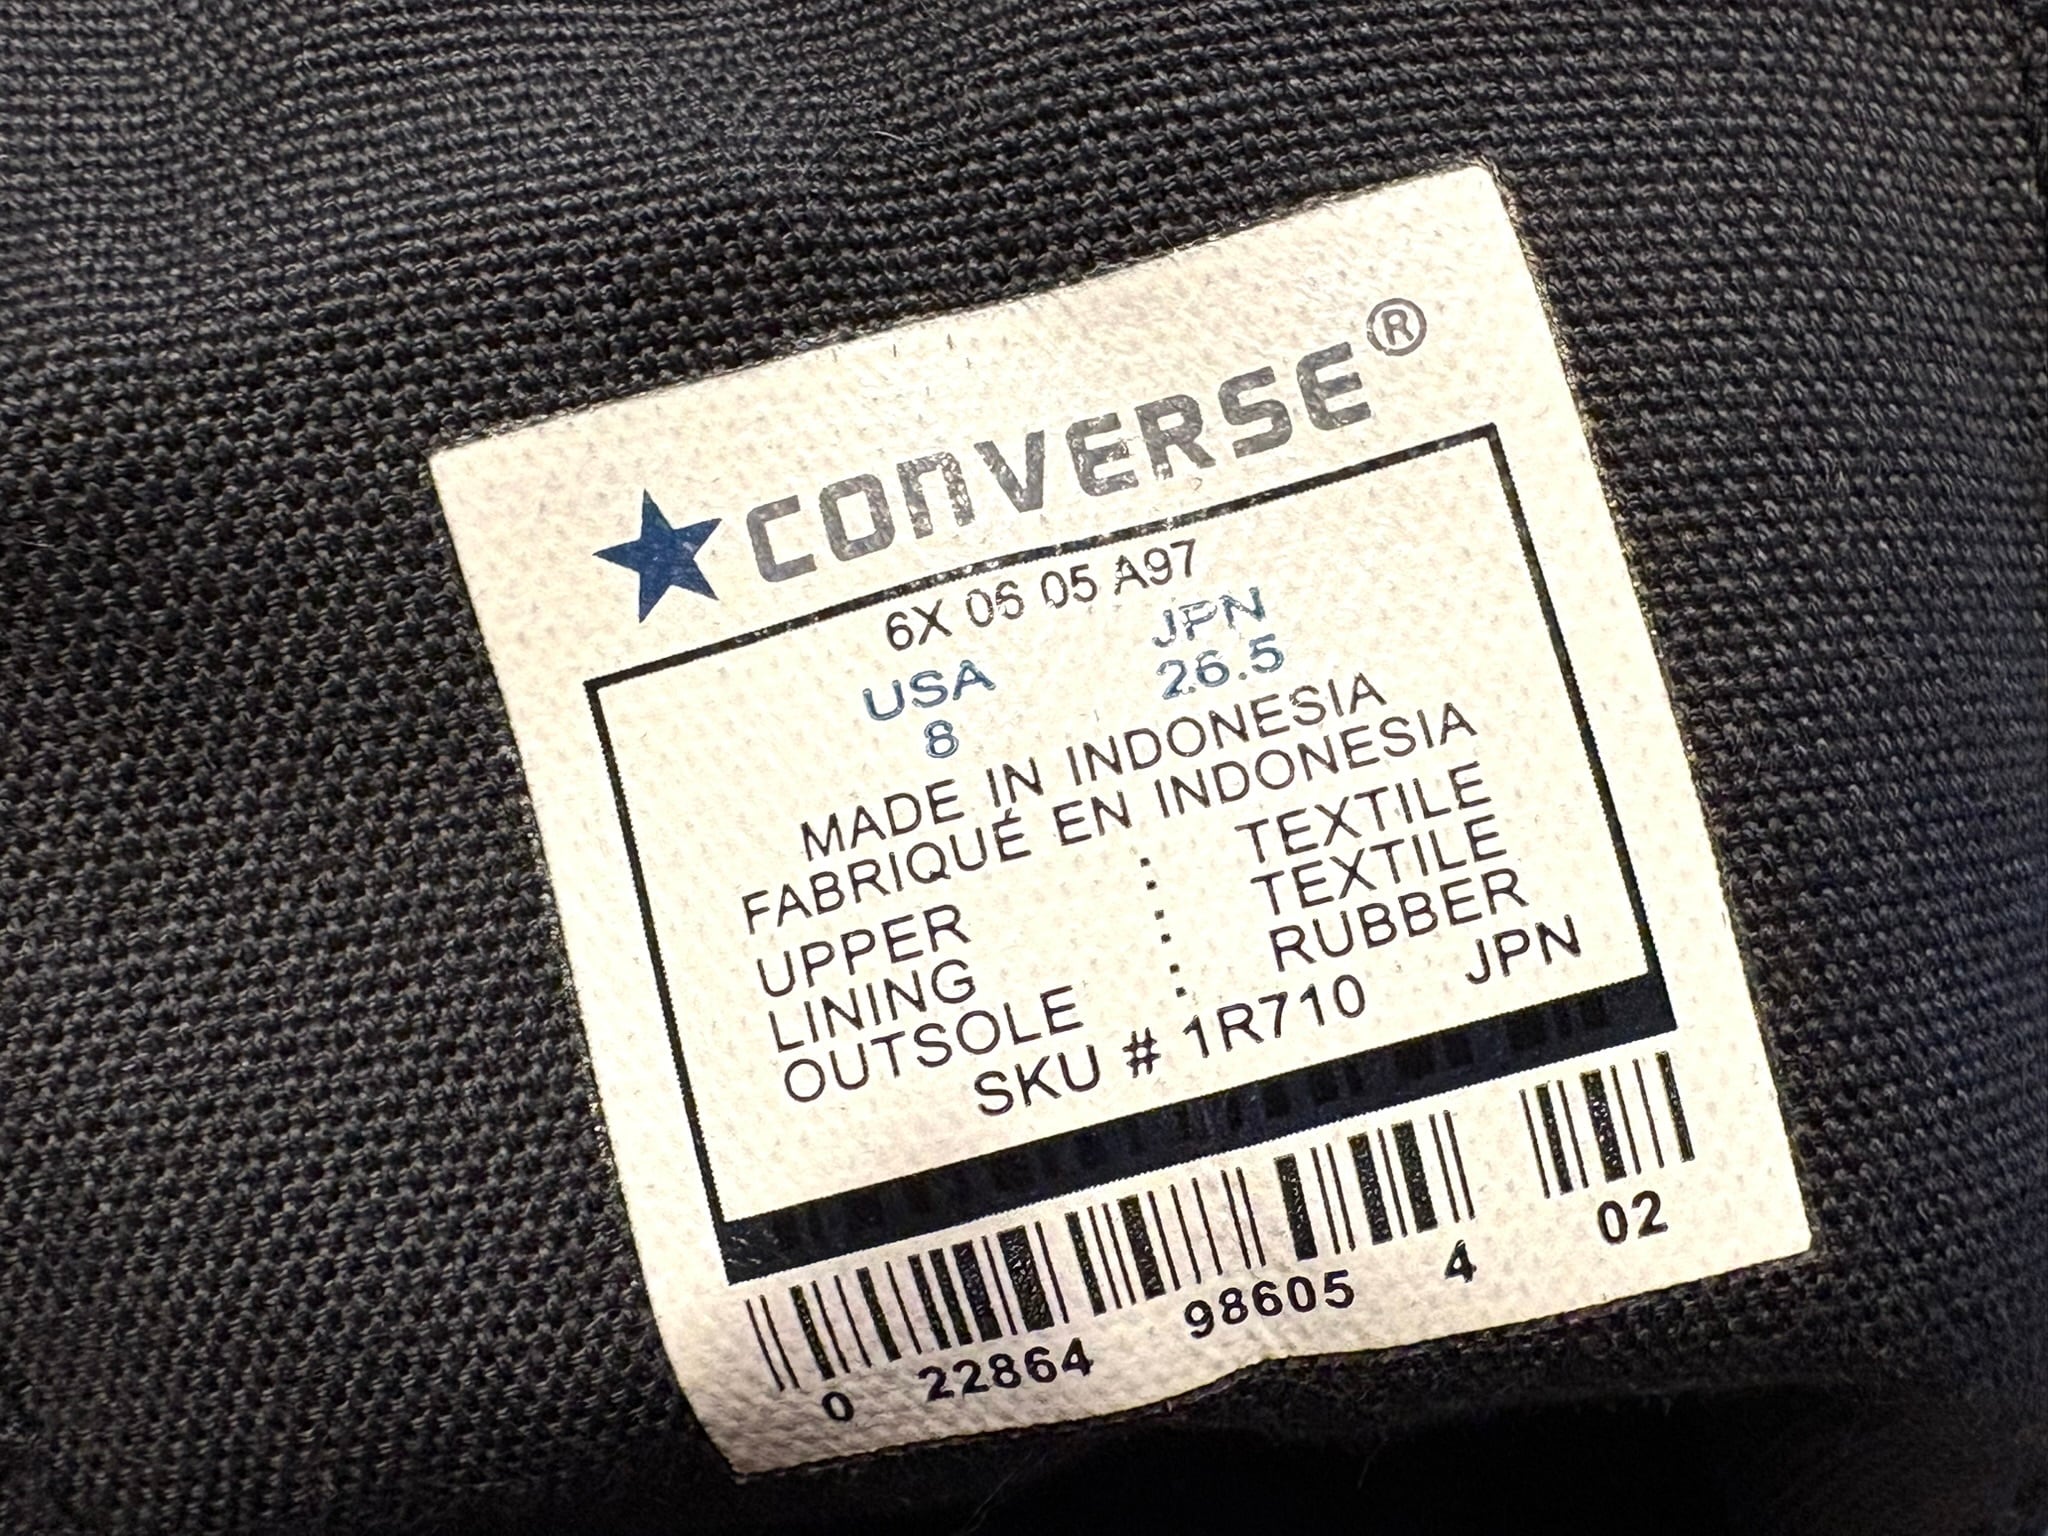 CONVERSE®
6X 06 05 A97
USA JPN
8 26.5
MADE IN INDONESIA
FABRIQUÉ EN INDONESIA
UPPER : TEXTILE
LINING : TEXTILE
OUTSOLE : RUBBER
SKU # 1R710 JPN
0 22864 98605 4 02